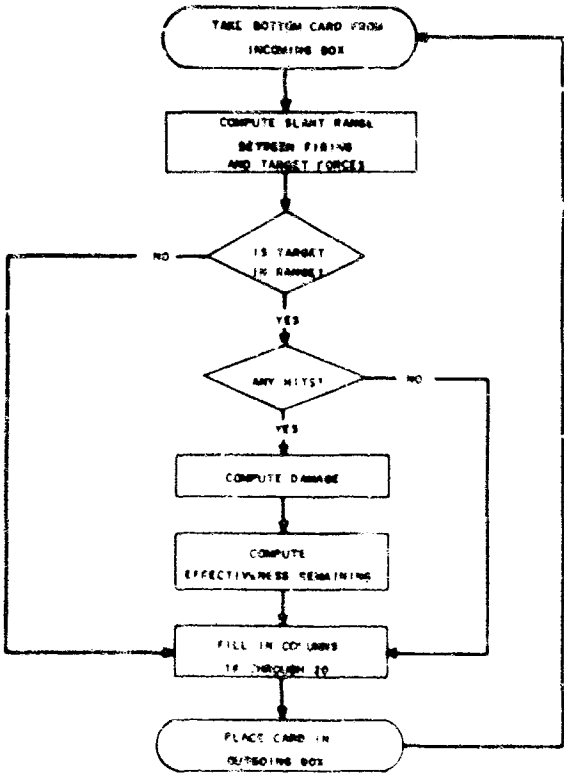 TAKE BOTTOM CARD FROM
INCOMING BOX
COMPUTE SLANT RANGE
BETWEEN FIRING
AND TARGET FORCES
IS TARGET
IN RANGE?
NO
YES
ANY HITS?
NO
YES
COMPUTE DAMAGE
COMPUTE
EFFECTIVENESS REMAINING
FILL IN COLUMNS
THROUGH 20
PLACE CARD IN
OUTGOING BOX